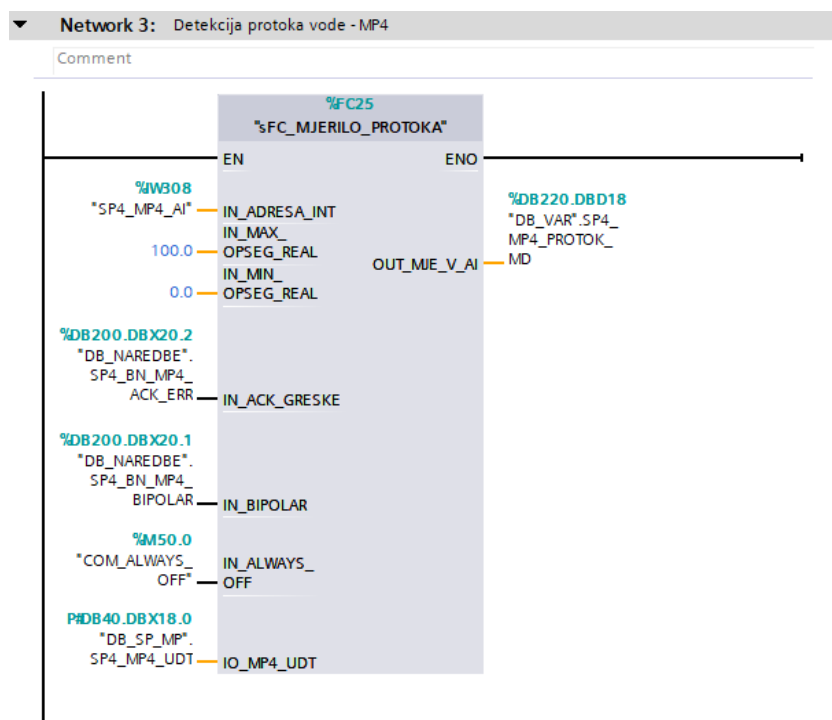 Network 3: Detekcija protoka vode - MP4
Comment
%FC25
"sFC_MJERILO_PROTOKA"
EN
ENO
%IW308
"SP4_MP4_AI"
IN_ADRESA_INT
100.0
IN_MAX_
OPSEG_REAL
0.0
IN_MIN_
OPSEG_REAL
%DB200.DBX20.2
"DB_NAREDBE".
SP4_BN_MP4_
ACK_ERR
IN_ACK_GRESKE
%DB200.DBX20.1
"DB_NAREDBE".
SP4_BN_MP4_
BIPOLAR
IN_BIPOLAR
%M50.0
"COM_ALWAYS_
OFF"
IN_ALWAYS_
OFF
P#DB40.DBX18.0
"DB_SP_MP".
SP4_MP4_UDT
IO_MP4_UDT
OUT_MJE_V_AI
%DB220.DBD18
"DB_VAR".SP4_
MP4_PROTOK_
MD